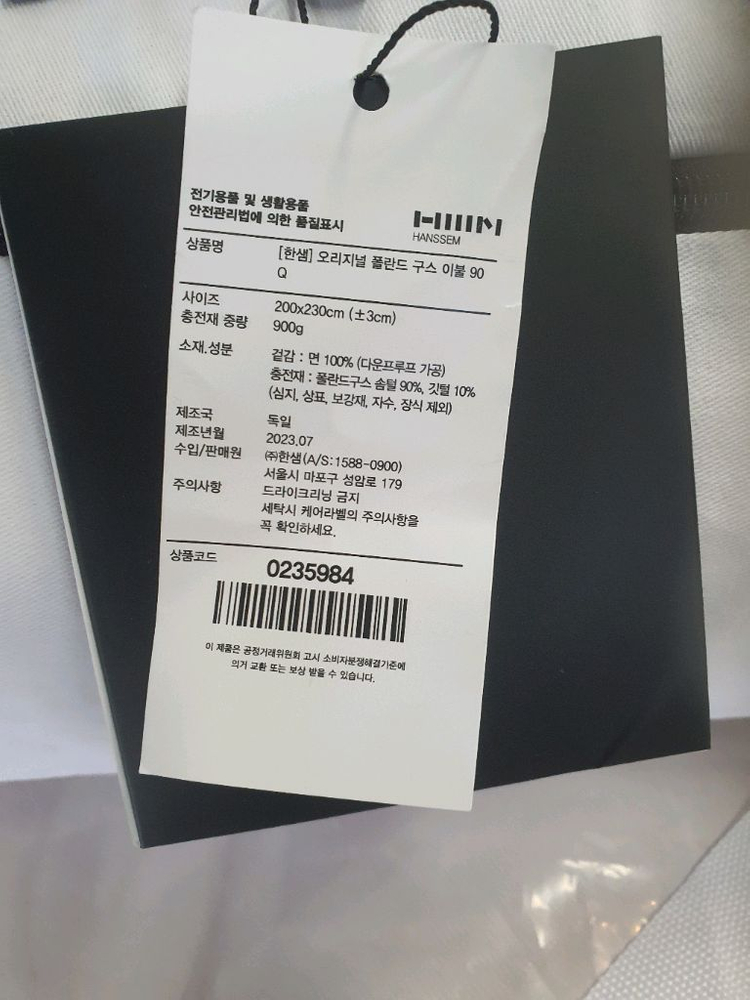 전기용품 및 생활용품
안전관리법에 의한 품질표시
HANSSEM
상품명 [한샘] 오리지널 폴란드 구스 이불 90
Q
사이즈 200x230cm (±3cm)
충전재 중량 900g
소재.성분 겉감 : 면 100% (다운프루프 가공)
충전재 : 폴란드구스 솜털 90%, 깃털 10%
(심지, 상표, 보강재, 자수, 장식 제외)
제조국 독일
제조년월 2023.07
수입/판매원 ㈜한샘(A/S:1588-0900)
서울시 마포구 성암로 179
주의사항 드라이크리닝 금지
세탁시 케어라벨의 주의사항을
꼭 확인하세요.
상품코드 0235984
이 제품은 공정거래위원회 고시 소비자분쟁해결기준에
의거 교환 또는 보상 받을 수 있습니다.